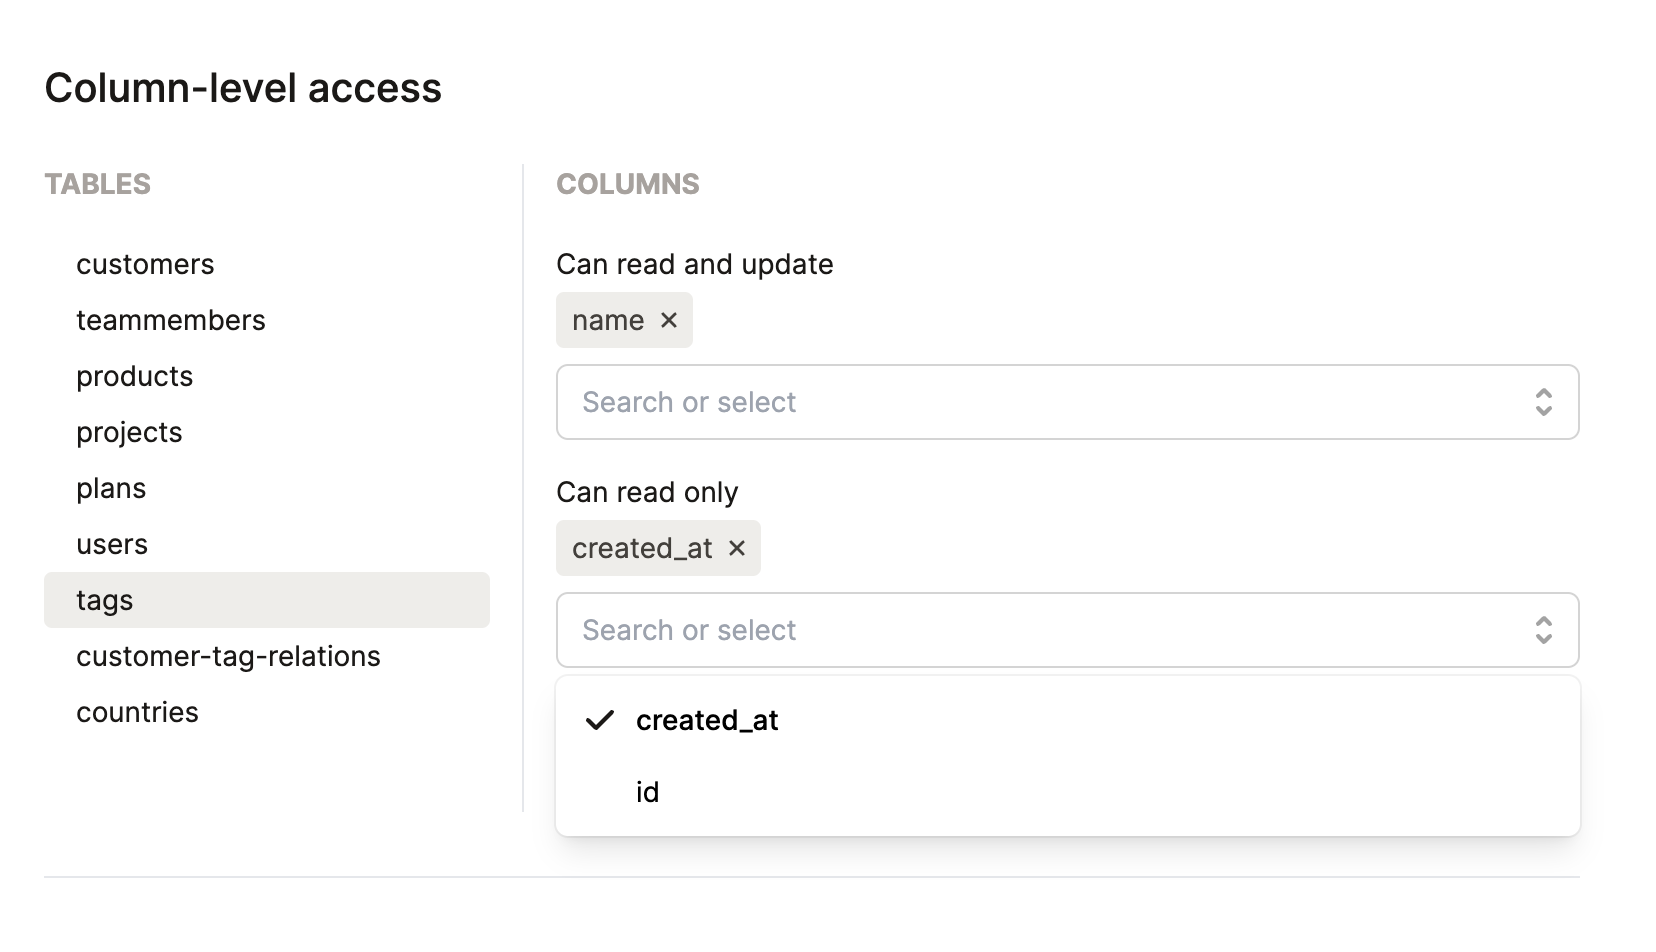 Column-level access
TABLES
customers
teammembers
products
projects
plans
users
tags
customer-tag-relations
countries
COLUMNS
Can read and update
name
Search or select
Can read only
created_at
Search or select
created_at
id